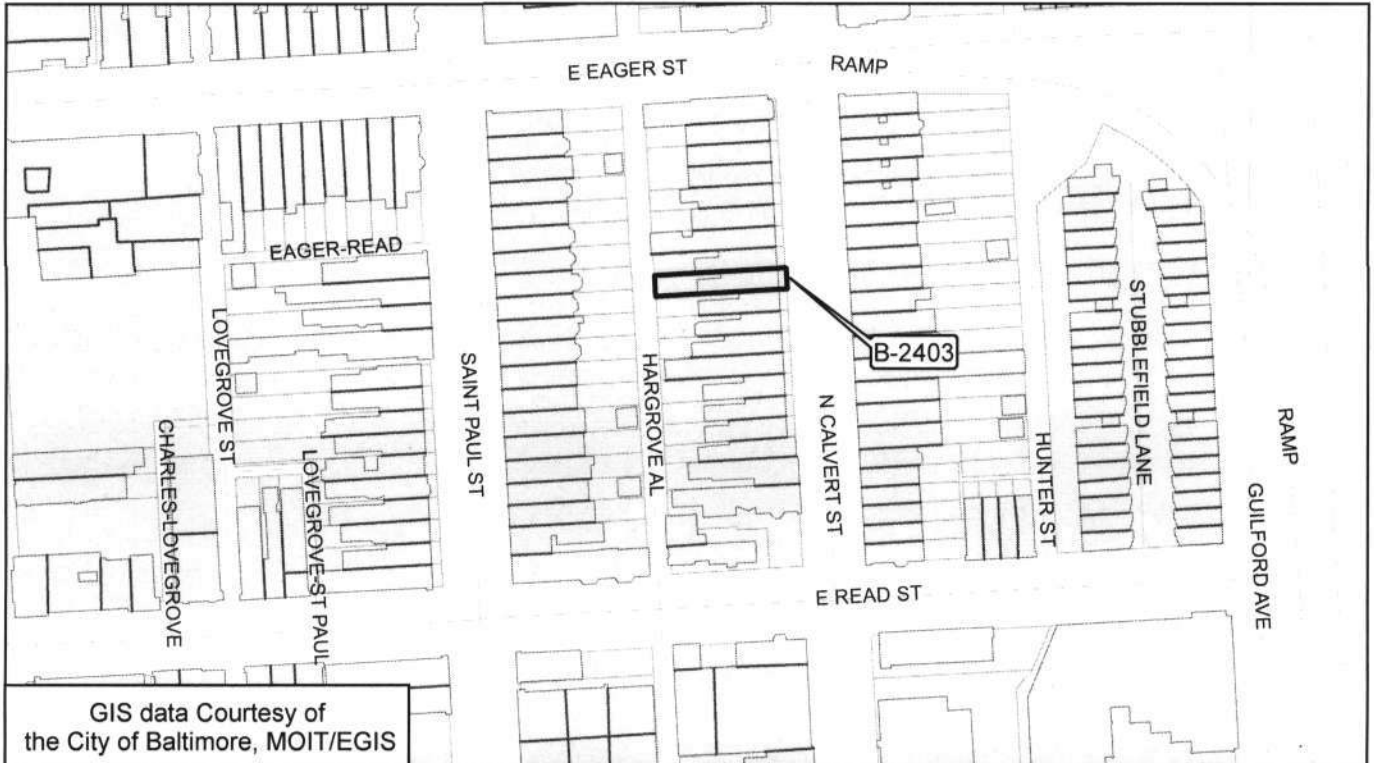 E EAGER ST
RAMP
EAGER-READ
LOVEGROVE ST
CHARLES-LOVEGROVE
LOVEGROVE-ST PAUL
SAINT PAUL ST
HARGROVE AL
B-2403
N CALVERT ST
HUNTER ST
STUBBLEFIELD LANE
RAMP
GUILFORD AVE
E READ ST
GIS data Courtesy of
the City of Baltimore, MOIT/EGIS